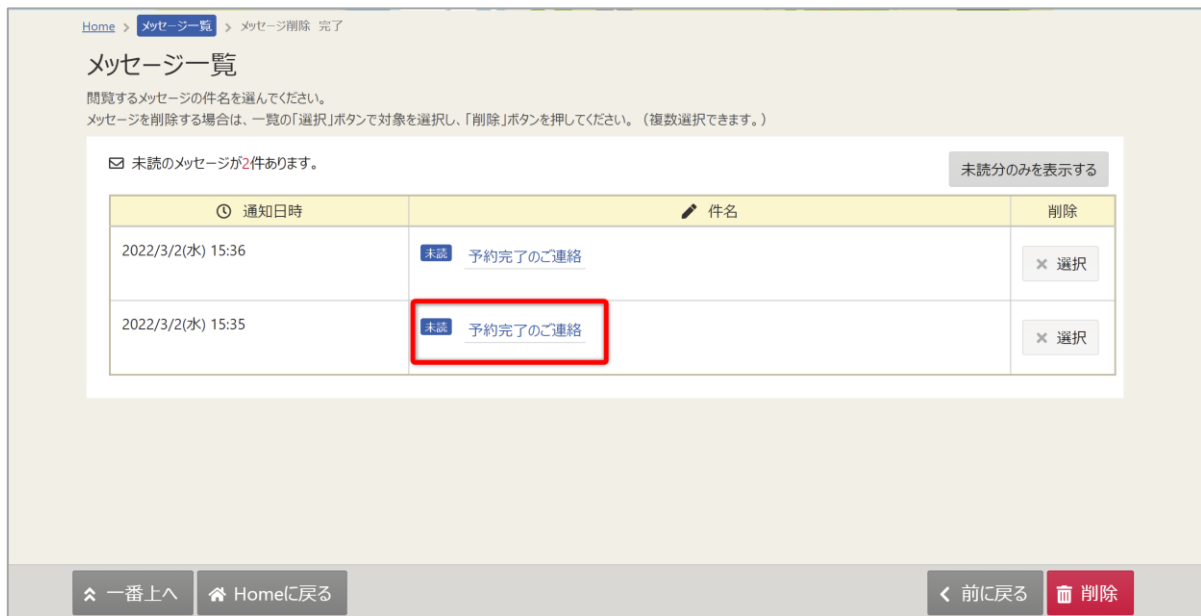 Home > メッセージ一覧 > メッセージ削除 完了
メッセージ一覧
閲覧するメッセージの件名を選んでください。
メッセージを削除する場合は、一覧の「選択」ボタンで対象を選択し、「削除」ボタンを押してください。（複数選択できます。）
未読のメッセージが2件あります。
未読分のみを表示する
通知日時 件名 削除
2022/3/2(水) 15:36 未読 予約完了のご連絡 × 選択
2022/3/2(水) 15:35 未読 予約完了のご連絡 × 選択
一番上へ Homeに戻る 前に戻る 削除